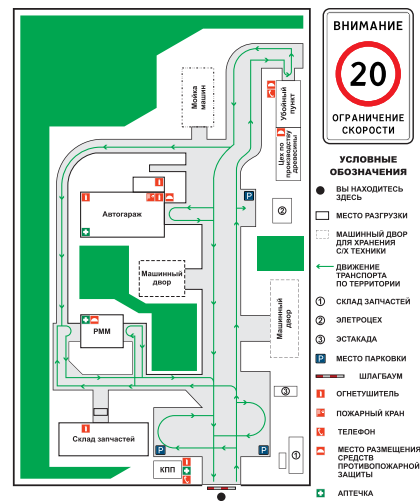 ВНИМАНИЕ
20
ОГРАНИЧЕНИЕ
СКОРОСТИ
Мойка
машин
Убойный
пункт
Цех по
производству
древесины
Автогараж
P
2
Машинный
двор
Машинный
двор
РММ
3
Склад запчастей
P
P
КПП
1
УСЛОВНЫЕ
ОБОЗНАЧЕНИЯ
ВЫ НАХОДИТЕСЬ
ЗДЕСЬ
МЕСТО РАЗГРУЗКИ
МАШИННЫЙ ДВОР
ДЛЯ ХРАНЕНИЯ
С/Х ТЕХНИКИ
ДВИЖЕНИЕ
ТРАНСПОРТА
ПО ТЕРРИТОРИИ
1 СКЛАД ЗАПЧАСТЕЙ
2 ЭЛЕТРОЦЕХ
3 ЭСТАКАДА
P МЕСТО ПАРКОВКИ
ШЛАГБАУМ
ОГНЕТУШИТЕЛЬ
ПОЖАРНЫЙ КРАН
ТЕЛЕФОН
МЕСТО РАЗМЕЩЕНИЯ
СРЕДСТВ
ПРОТИВОПОЖАРНОЙ
ЗАЩИТЫ
АПТЕЧКА